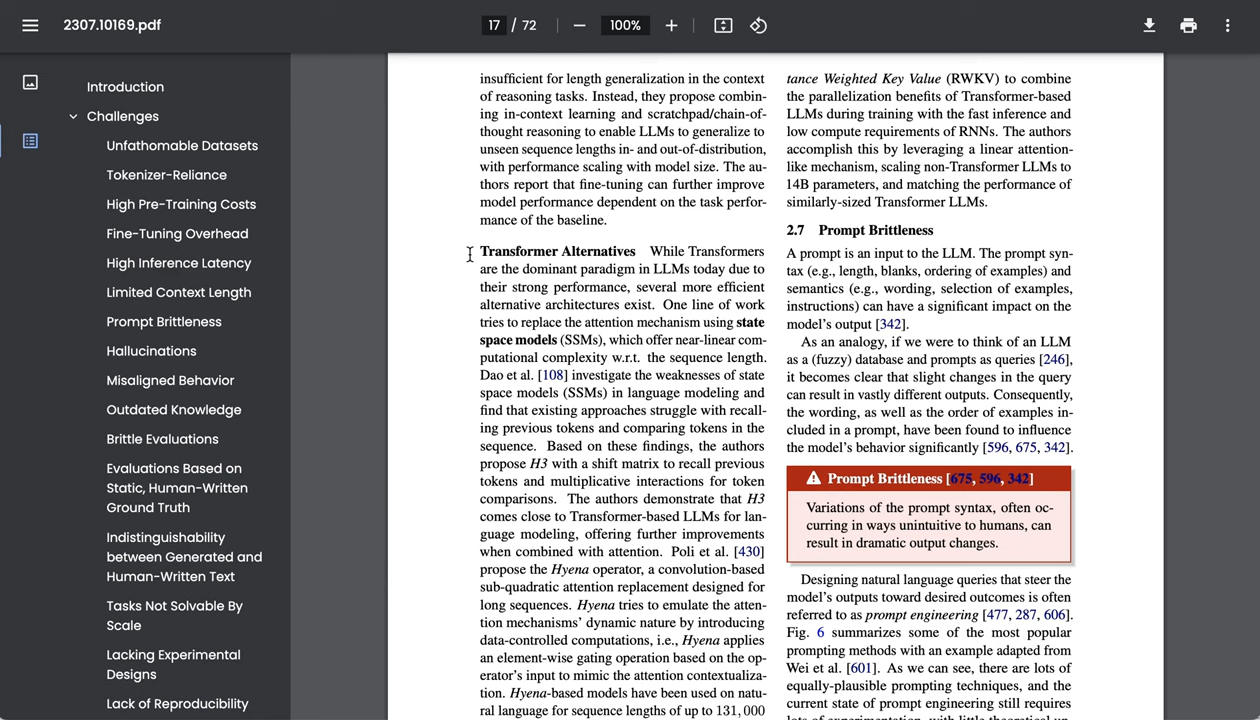 2307.10169.pdf
17 / 72
100%
Introduction
Challenges
Unfathomable Datasets
Tokenizer-Reliance
High Pre-Training Costs
Fine-Tuning Overhead
High Inference Latency
Limited Context Length
Prompt Brittleness
Hallucinations
Misaligned Behavior
Outdated Knowledge
Brittle Evaluations
Evaluations Based on
Static, Human-Written
Ground Truth
Indistinguishability
between Generated and
Human-Written Text
Tasks Not Solvable By
Scale
Lacking Experimental
Designs
Lack of Reproducibility
insufficient for length generalization in the context
of reasoning tasks. Instead, they propose combin-
ing in-context learning and scratchpad/chain-of-
thought reasoning to enable LLMs to generalize to
unseen sequence lengths in- and out-of-distribution,
with performance scaling with model size. The au-
thors report that fine-tuning can further improve
model performance dependent on the task perfor-
mance of the baseline.
Transformer Alternatives While Transformers
are the dominant paradigm in LLMs today due to
their strong performance, several more efficient
alternative architectures exist. One line of work
tries to replace the attention mechanism using state
space models (SSMs), which offer near-linear com-
putational complexity w.r.t. the sequence length.
Dao et al. [108] investigate the weaknesses of state
space models (SSMs) in language modeling and
find that existing approaches struggle with recall-
ing previous tokens and comparing tokens in the
sequence. Based on these findings, the authors
propose H3 with a shift matrix to recall previous
tokens and multiplicative interactions for token
comparisons. The authors demonstrate that H3
comes close to Transformer-based LLMs for lan-
guage modeling, offering further improvements
when combined with attention. Poli et al. [430]
propose the Hyena operator, a convolution-based
sub-quadratic attention replacement designed for
long sequences. Hyena tries to emulate the atten-
tion mechanisms' dynamic nature by introducing
data-controlled computations, i.e., Hyena applies
an element-wise gating operation based on the op-
erator's input to mimic the attention contextualiza-
tion. Hyena-based models have been used on natu-
ral language for sequence lengths of up to 131,000
tance Weighted Key Value (RWKV) to combine
the parallelization benefits of Transformer-based
LLMs during training with the fast inference and
low compute requirements of RNNs. The authors
accomplish this by leveraging a linear attention-
like mechanism, scaling non-Transformer LLMs to
14B parameters, and matching the performance of
similarly-sized Transformer LLMs.
2.7 Prompt Brittleness
A prompt is an input to the LLM. The prompt syn-
tax (e.g., length, blanks, ordering of examples) and
semantics (e.g., wording, selection of examples,
instructions) can have a significant impact on the
model's output [342].
As an analogy, if we were to think of an LLM
as a (fuzzy) database and prompts as queries [246],
it becomes clear that slight changes in the query
can result in vastly different outputs. Consequently,
the wording, as well as the order of examples in-
cluded in a prompt, have been found to influence
the model's behavior significantly [596, 675, 342].
Prompt Brittleness [675, 596, 342]
Variations of the prompt syntax, often oc-
curring in ways unintuitive to humans, can
result in dramatic output changes.
Designing natural language queries that steer the
model's outputs toward desired outcomes is often
referred to as prompt engineering [477, 287, 606].
Fig. 6 summarizes some of the most popular
prompting methods with an example adapted from
Wei et al. [601]. As we can see, there are lots of
equally-plausible prompting techniques, and the
current state of prompt engineering still requires
lots of experimentation, with little theoretical un-